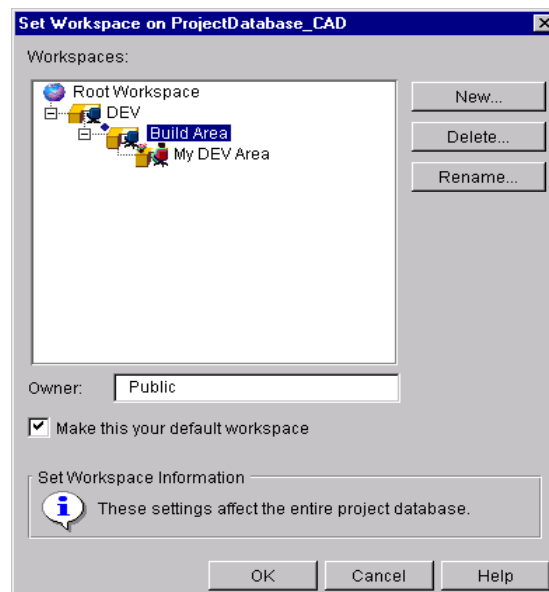 Set Workspace on ProjectDatabase_CAD
Workspaces:
Root Workspace
DEV
Build Area
My DEV Area
New...
Delete...
Rename...
Owner: Public
Make this your default workspace
Set Workspace Information
These settings affect the entire project database.
OK Cancel Help